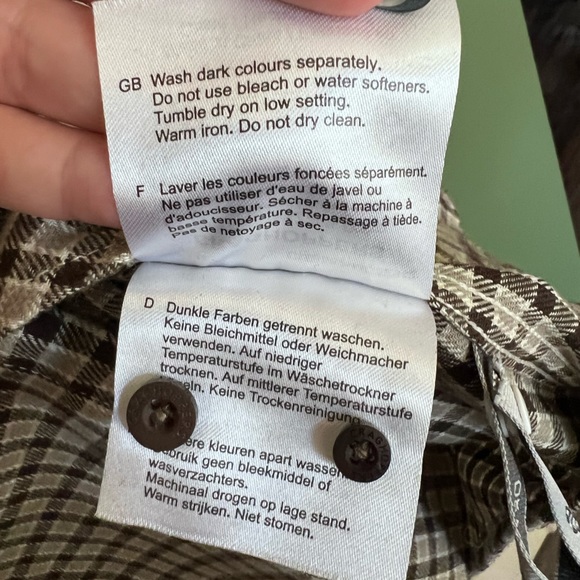 GB Wash dark colours separately.
Do not use bleach or water softeners.
Tumble dry on low setting.
Warm iron. Do not dry clean.
F Laver les couleurs foncées séparément.
Ne pas utiliser d'eau de javel ou
d'adoucisseur. Sécher à la machine à
basse température. Repassage à tiède.
Pas de netoyage à sec.
D Dunkle Farben getrennt waschen.
Keine Bleichmittel oder Weichmacher
verwenden. Auf niedriger
Temperaturstufe im Wäschetrockner
trocknen. Auf mittlerer Temperaturstufe
Keine Trockenreinigung
kleuren apart wassen
geen bleekmiddel of
wasverzachters.
Machinaal drogen op lage stand.
Warm strijken. Niet stomen.